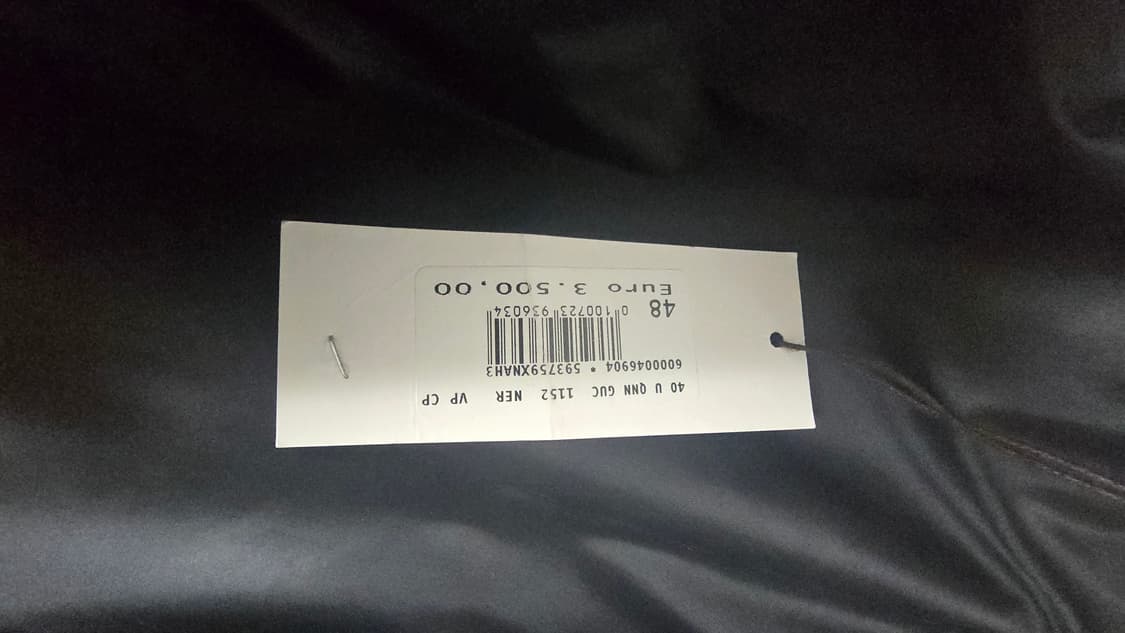 40 U QNN GUC 1152 NER VP CP
6000046904 * 593759XNAH3
0 100723 936034
48
Euro 3.500,00